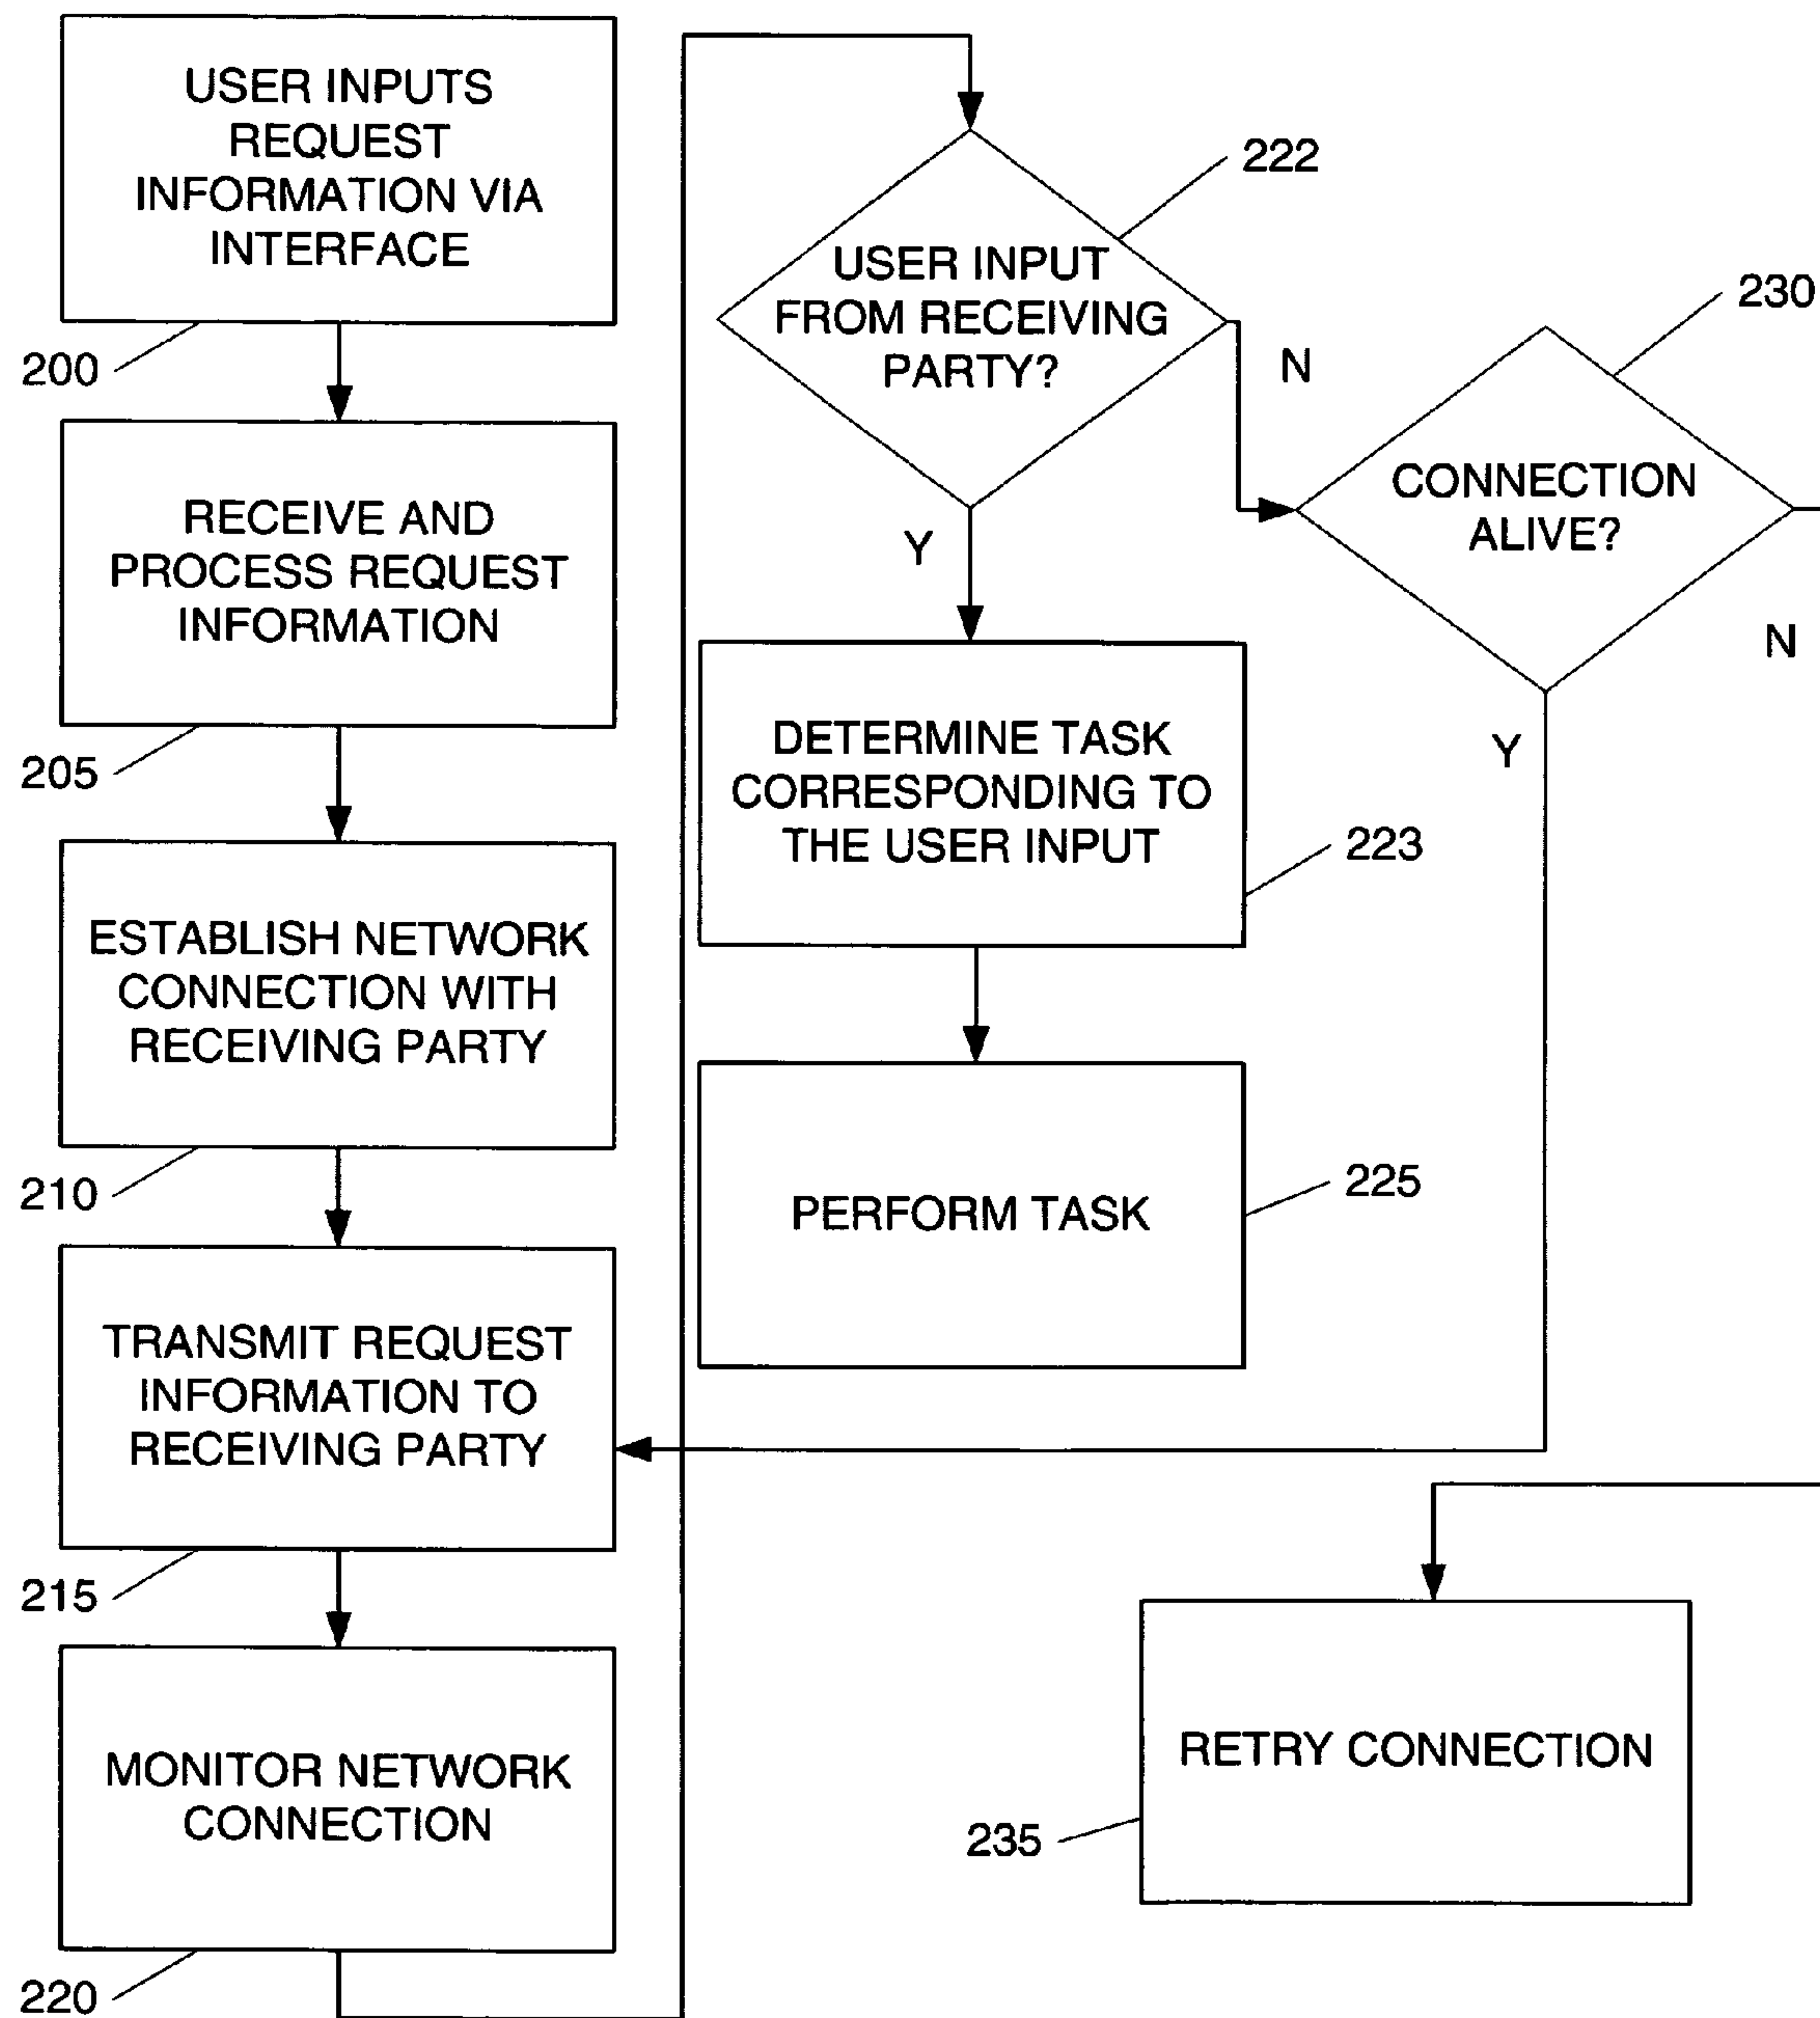 USER INPUTS
REQUEST
INFORMATION VIA
INTERFACE
200
RECEIVE AND
PROCESS REQUEST
INFORMATION
205
ESTABLISH NETWORK
CONNECTION WITH
RECEIVING PARTY
210
TRANSMIT REQUEST
INFORMATION TO
RECEIVING PARTY
215
MONITOR NETWORK
CONNECTION
220
USER INPUT
FROM RECEIVING
PARTY?
222
N
Y
DETERMINE TASK
CORRESPONDING TO
THE USER INPUT
223
PERFORM TASK
225
CONNECTION
ALIVE?
230
N
Y
RETRY CONNECTION
235